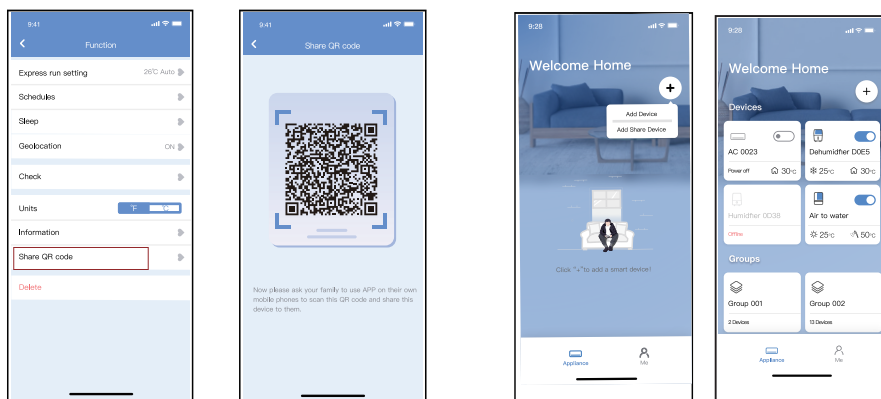 9:41
Function
Express run setting 26℃ Auto
Schedules
Sleep
Geolocation ON
Check
Units °F ℃
Information
Share QR code
Delete
9:41
Share QR code
Now please ask your family to use APP on their own
mobile phones to scan this QR code and share this
device to them.
9:28
Welcome Home
+
Add Device
Add Share Device
Click "+"to add a smart device!
Appliance Me
9:28
Welcome Home
+
Devices
AC 0023
Power off 30℃
Dehumidfier D0E5
25℃ 30℃
Humidfier 0D38
Offline
Air to water
25℃ 50℃
Groups
Group 001
2 Devices
Group 002
13 Devices
Appliance Me